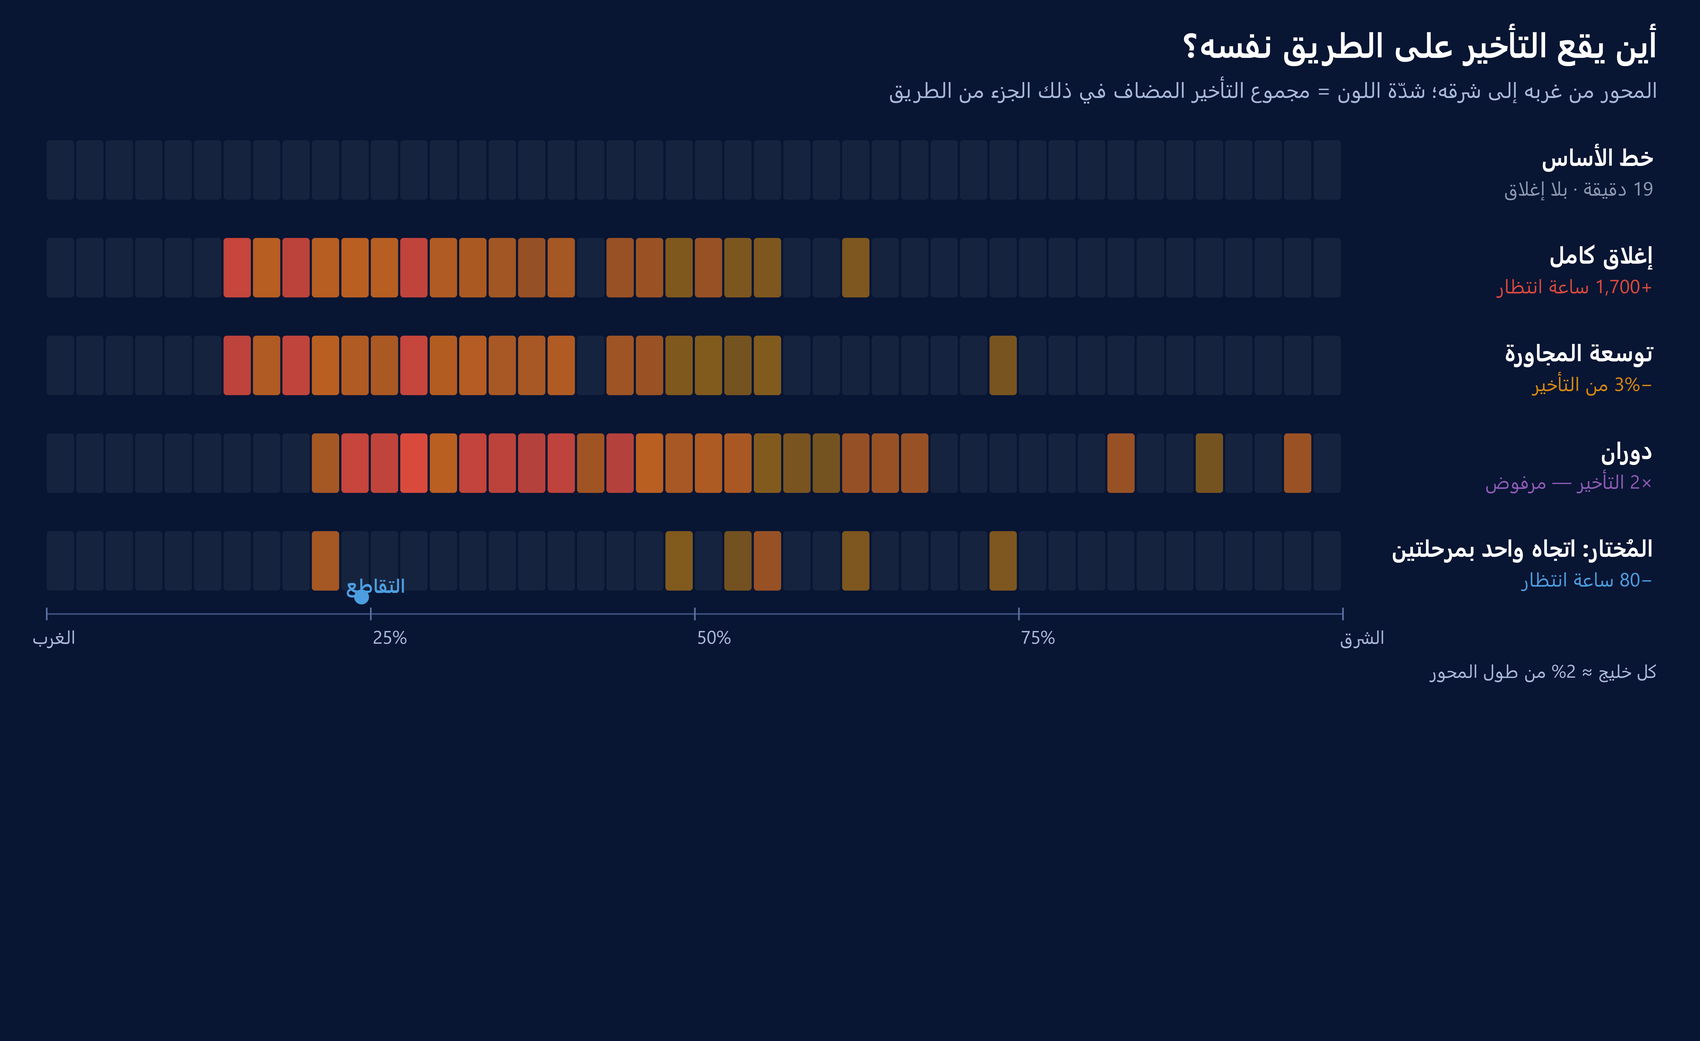 أين يقع التأخير على الطريق نفسه؟
المحور من غربه إلى شرقه؛ شدّة اللون = مجموع التأخير المضاف في ذلك الجزء من الطريق
خط الأساس
19 دقيقة · بلا إغلاق
إغلاق كامل
+1,700 ساعة انتظار
توسعة المجاورة
−3% من التأخير
دوران
×2 التأخير — مرفوض
المُختار: اتجاه واحد بمرحلتين
−80 ساعة انتظار
التقاطع
الغرب
25%
50%
75%
الشرق
كل خليج ≈ 2% من طول المحور